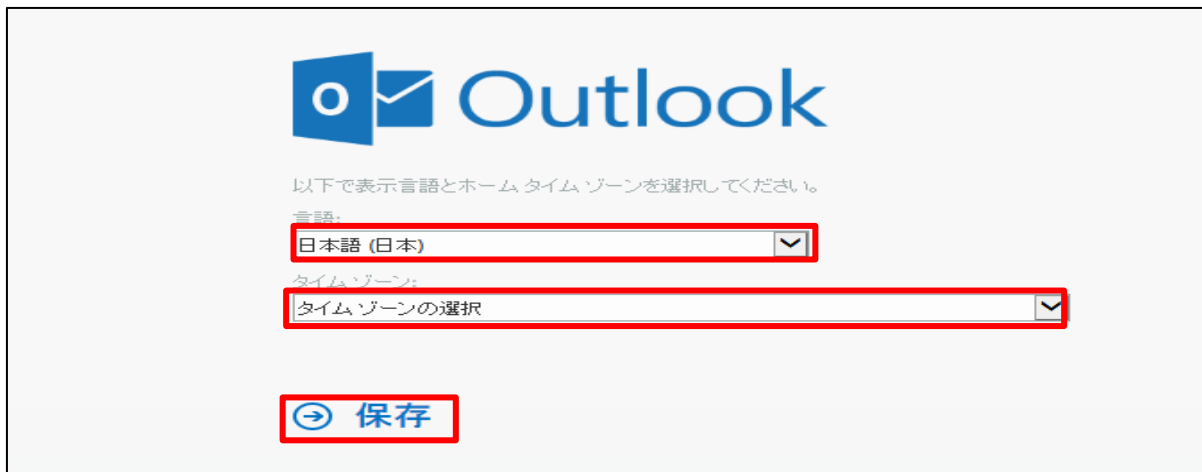 Outlook
以下で表示言語とホーム タイム ゾーンを選択してください。
言語:
日本語 (日本)
タイム ゾーン:
タイム ゾーンの選択
保存